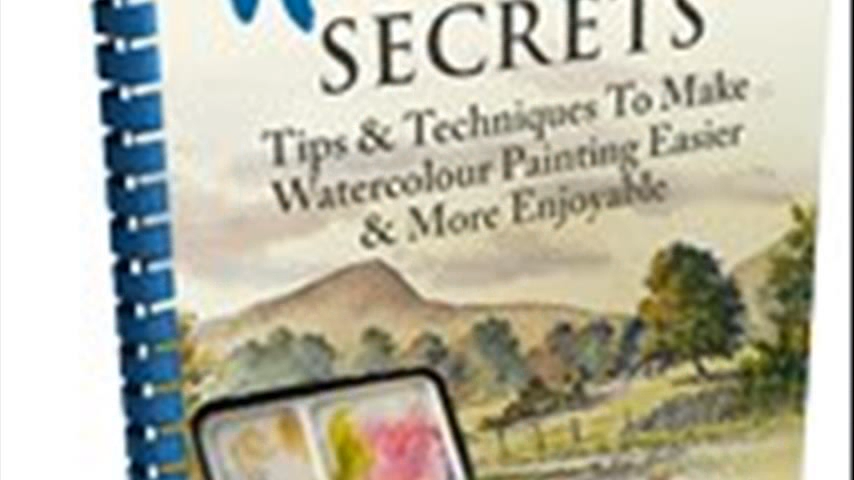 SECRETS
Tips & Techniques To Make
Watercolour Painting Easier
& More Enjoyable